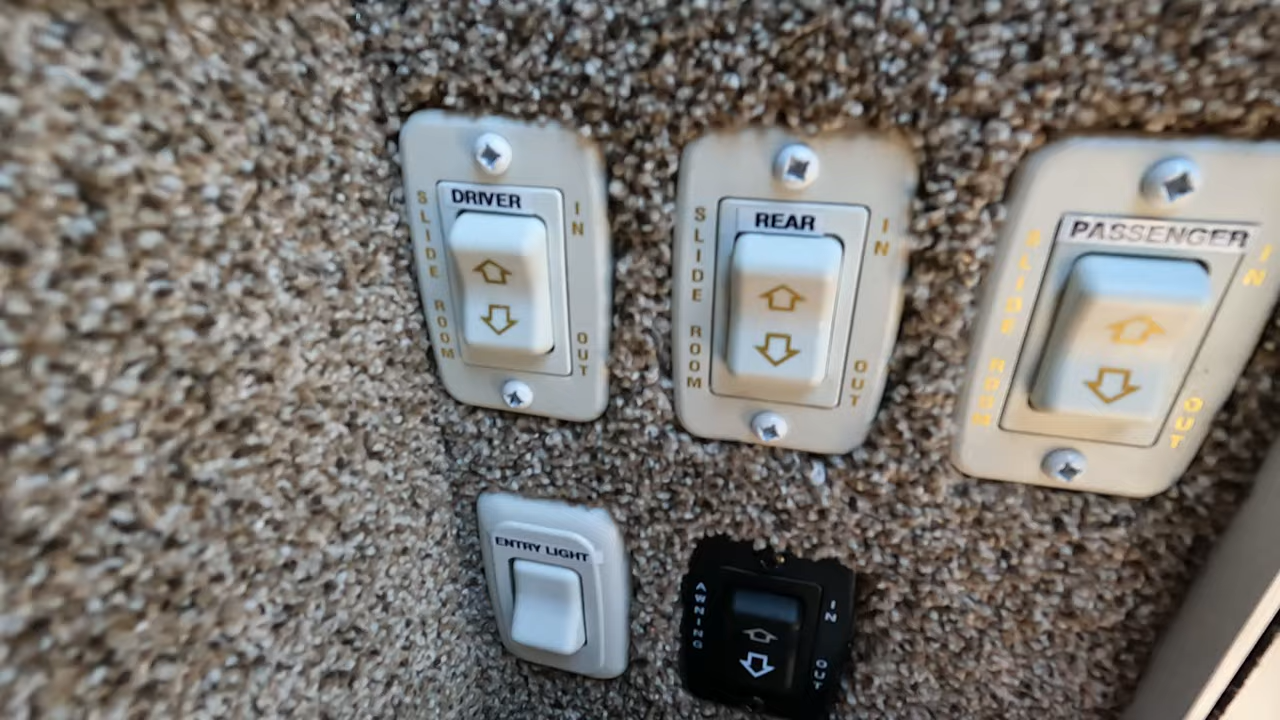 DRIVER
SLIDE ROOM
IN
OUT
REAR
SLIDE ROOM
IN
OUT
PASSENGER
SLIDE ROOM
IN
OUT
ENTRY LIGHT
AWNING
IN
OUT